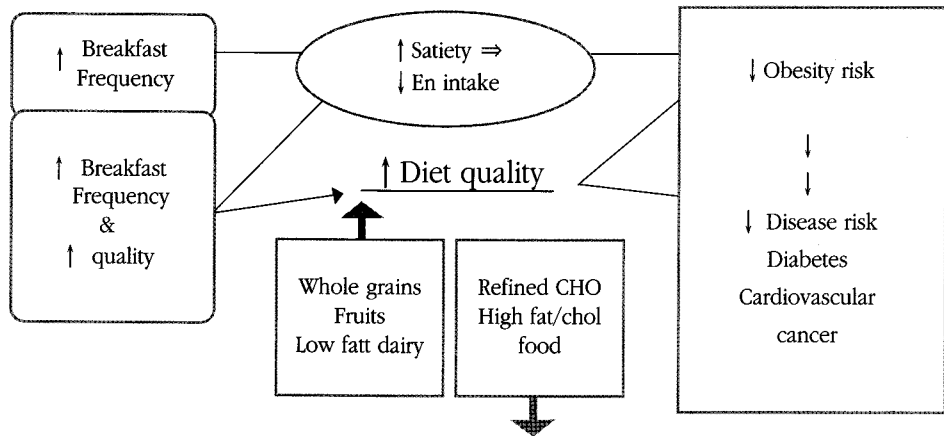 ↑ Breakfast
Frequency
↑ Breakfast
Frequency
&
↑ quality
↑ Satiety ⇒
↓ En intake
↑ Diet quality
Whole grains
Fruits
Low fatt dairy
Refined CHO
High fat/chol
food
↓ Obesity risk
↓
↓
↓ Disease risk
Diabetes
Cardiovascular
cancer